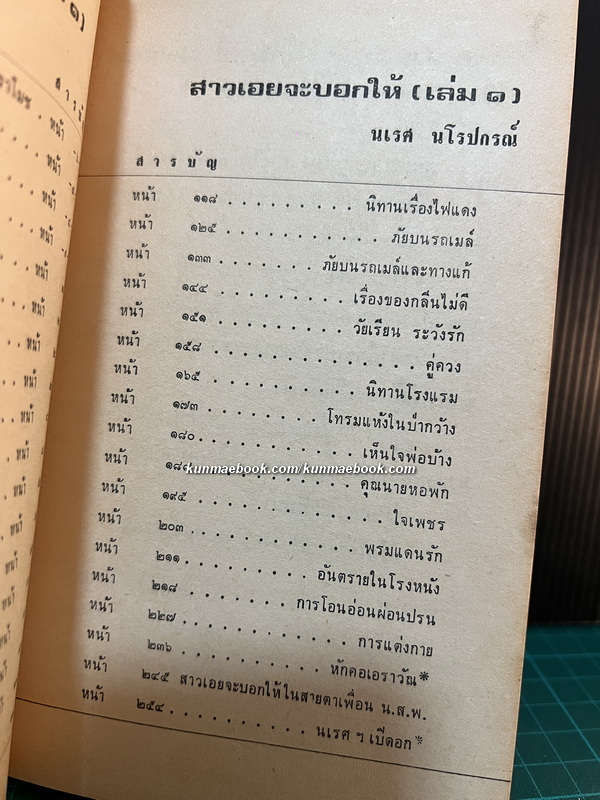 สาวเอยจะบอกให้ (เล่ม ๑)
นเรศ นโรปกรณ์
สารบัญ
หน้า ๑๑๘ . . . . . . . . . . นิทานเรื่องไฟแดง
หน้า ๑๒๕ . . . . . . . . . . . . ภัยบนรถเมล์
หน้า ๑๓๓ . . . . . . . ภัยบนรถเมล์และทางแก้
หน้า ๑๔๔ . . . . . . . . . . เรื่องของกลิ่นไม่ดี
หน้า ๑๕๑ . . . . . . . . . . วัยเรียน ระวังรัก
หน้า ๑๕๘ . . . . . . . . . . . . . . . คู่ควง
หน้า ๑๖๕ . . . . . . . . . . . นิทานโรงแรม
หน้า ๑๗๓ . . . . . . . . โทรมแห้งในป่ากว้าง
หน้า ๑๘๐ . . . . . . . . . . เห็นใจพ่อบ้าง
kunmaebook.com/kunmaebook.com
หน้า คุณนายหอพัก
หน้า ๑๙๕ . . . . . . . . . . . . . . ใจเพชร
หน้า ๒๐๓ . . . . . . . . . . . . พรมแดนรัก
หน้า ๒๑๑ . . . . . . . . . อันตรายในโรงหนัง
หน้า ๒๑๘ . . . . . . . . การโอนอ่อนผ่อนปรน
หน้า ๒๒๗ . . . . . . . . . . . . การแต่งกาย
หน้า ๒๓๖ . . . . . . . . . . หักคอเอราวัณ*
หน้า ๒๔๕ สาวเอยจะบอกให้ในสายตาเพื่อน น.ส.พ.
หน้า ๒๕๔ . . . . . . . . . . นเรศ ๆ เบิ่ดอก*